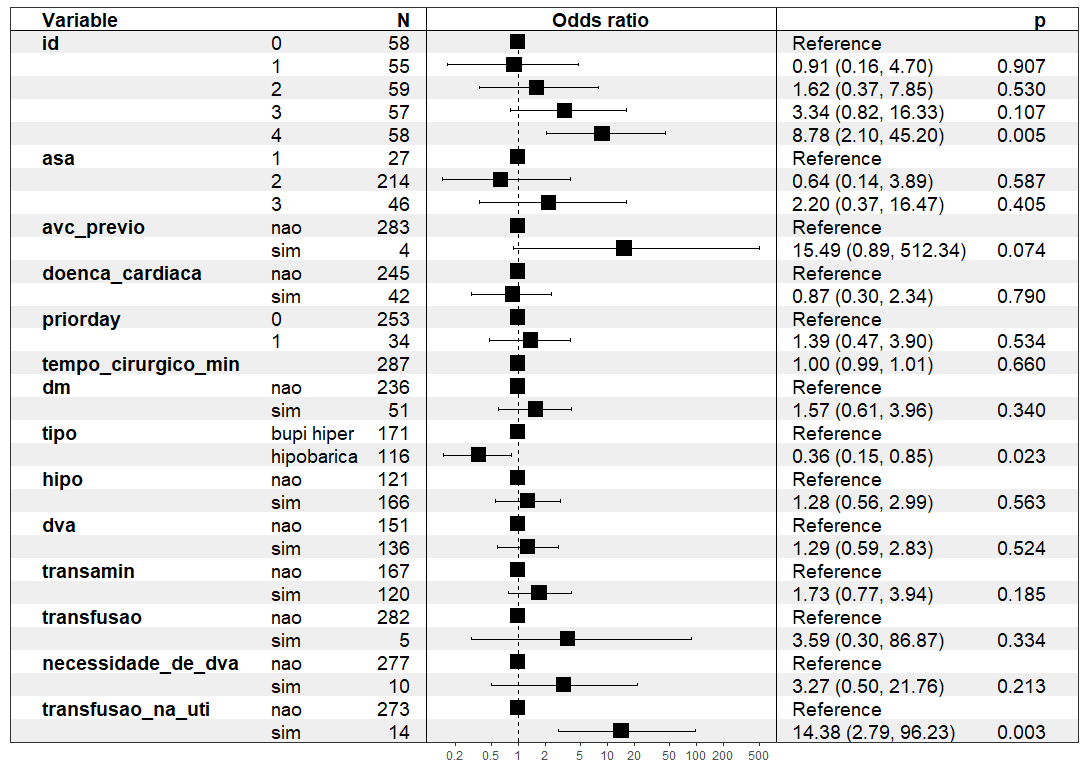 Variable N Odds ratio p
id 0 58 Reference
1 55 0.91 (0.16, 4.70) 0.907
2 59 1.62 (0.37, 7.85) 0.530
3 57 3.34 (0.82, 16.33) 0.107
4 58 8.78 (2.10, 45.20) 0.005
asa 1 27 Reference
2 214 0.64 (0.14, 3.89) 0.587
3 46 2.20 (0.37, 16.47) 0.405
avc_previo nao 283 Reference
sim 4 15.49 (0.89, 512.34) 0.074
doenca_cardiaca nao 245 Reference
sim 42 0.87 (0.30, 2.34) 0.790
priorday 0 253 Reference
1 34 1.39 (0.47, 3.90) 0.534
tempo_cirurgico_min 287 1.00 (0.99, 1.01) 0.660
dm nao 236 Reference
sim 51 1.57 (0.61, 3.96) 0.340
tipo bupi hiper 171 Reference
hipobarica 116 0.36 (0.15, 0.85) 0.023
hipo nao 121 Reference
sim 166 1.28 (0.56, 2.99) 0.563
dva nao 151 Reference
sim 136 1.29 (0.59, 2.83) 0.524
transamin nao 167 Reference
sim 120 1.73 (0.77, 3.94) 0.185
transfusao nao 282 Reference
sim 5 3.59 (0.30, 86.87) 0.334
necessidade_de_dva nao 277 Reference
sim 10 3.27 (0.50, 21.76) 0.213
transfusao_na_uti nao 273 Reference
sim 14 14.38 (2.79, 96.23) 0.003
0.2 0.5 1 2 5 10 20 50 100 200 500